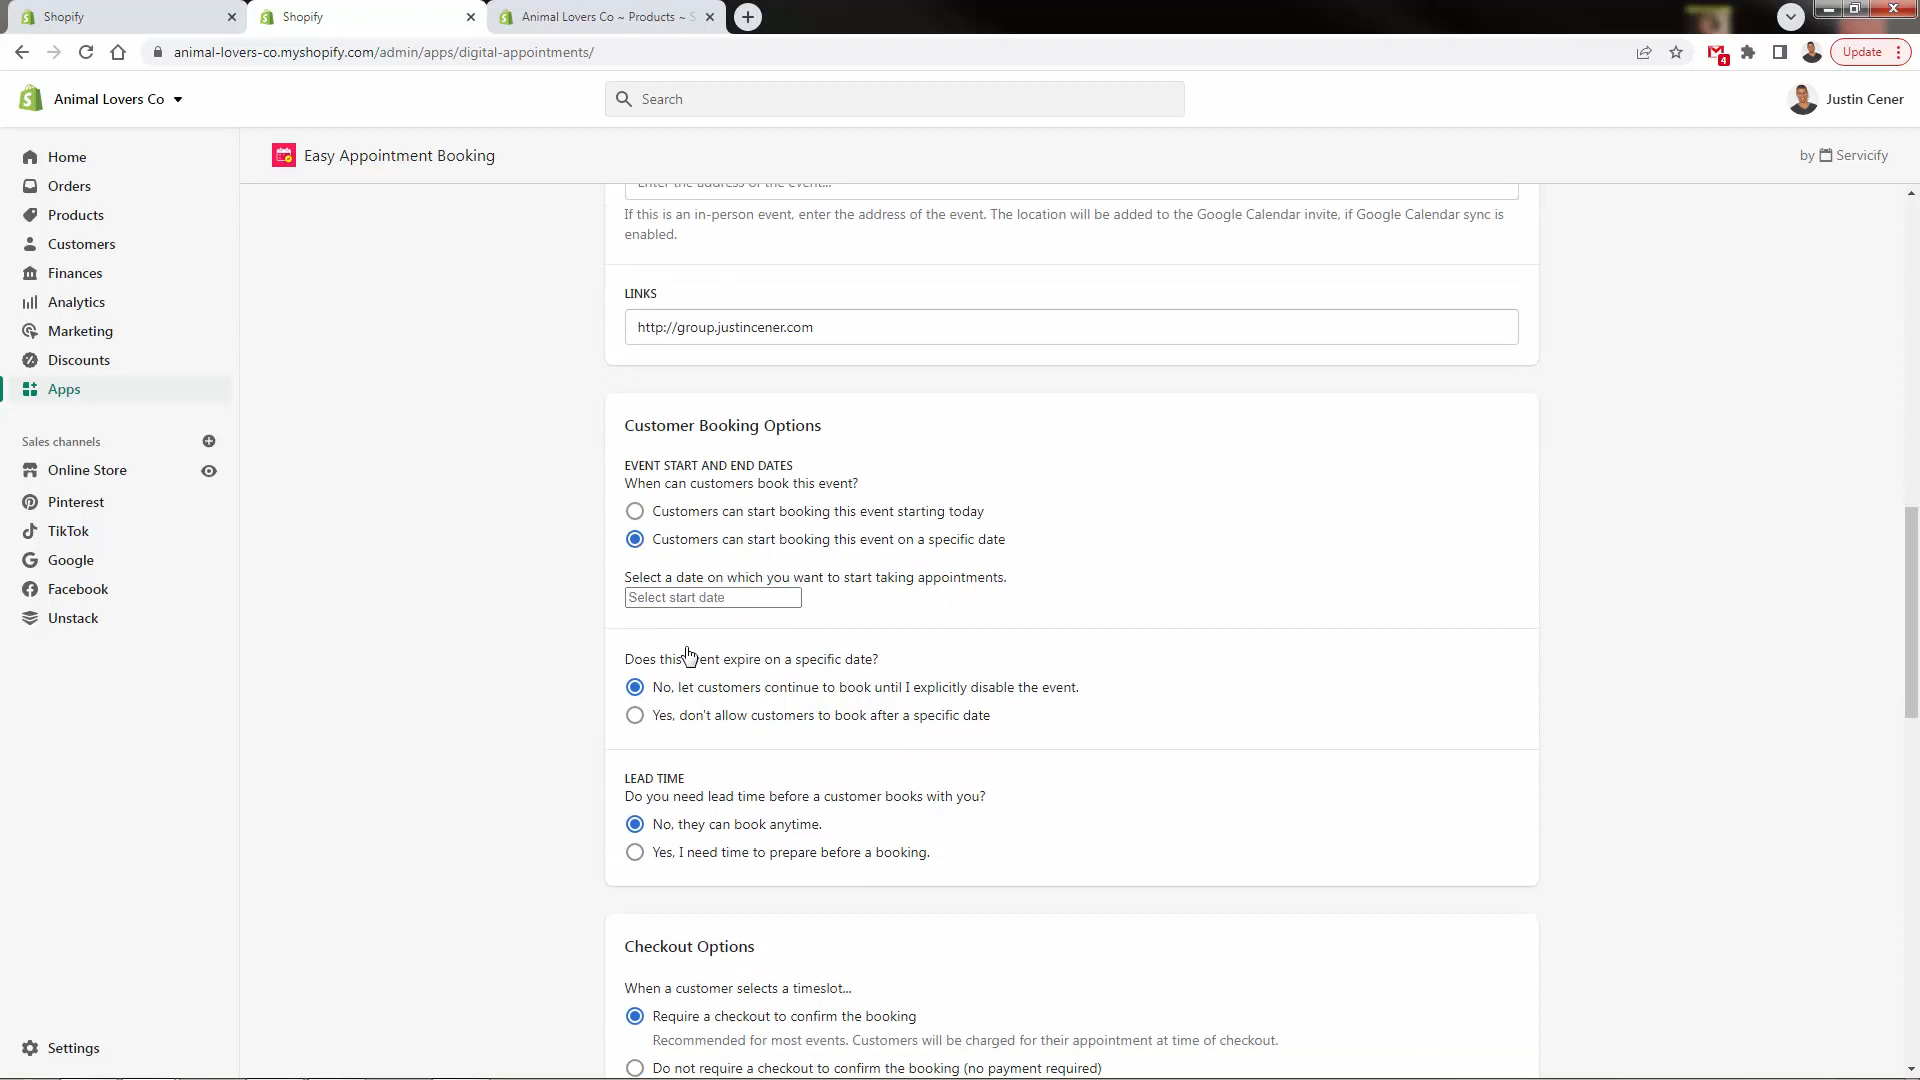 Shopify
Shopify
Animal Lovers Co ~ Products ~ S
animal-lovers-co.myshopify.com/admin/apps/digital-appointments/
4
Update
Animal Lovers Co
Search
Justin Cener
Home
Orders
Products
Customers
Finances
Analytics
Marketing
Discounts
Apps
Sales channels
Online Store
Pinterest
TikTok
Google
Facebook
Unstack
Settings
Easy Appointment Booking
by Servicify
Enter the address of the event...
If this is an in-person event, enter the address of the event. The location will be added to the Google Calendar invite, if Google Calendar sync is
enabled.
LINKS
http://group.justincener.com
Customer Booking Options
EVENT START AND END DATES
When can customers book this event?
Customers can start booking this event starting today
Customers can start booking this event on a specific date
Select a date on which you want to start taking appointments.
Select start date
Does this event expire on a specific date?
No, let customers continue to book until I explicitly disable the event.
Yes, don't allow customers to book after a specific date
LEAD TIME
Do you need lead time before a customer books with you?
No, they can book anytime.
Yes, I need time to prepare before a booking.
Checkout Options
When a customer selects a timeslot...
Require a checkout to confirm the booking
Recommended for most events. Customers will be charged for their appointment at time of checkout.
Do not require a checkout to confirm the booking (no payment required)